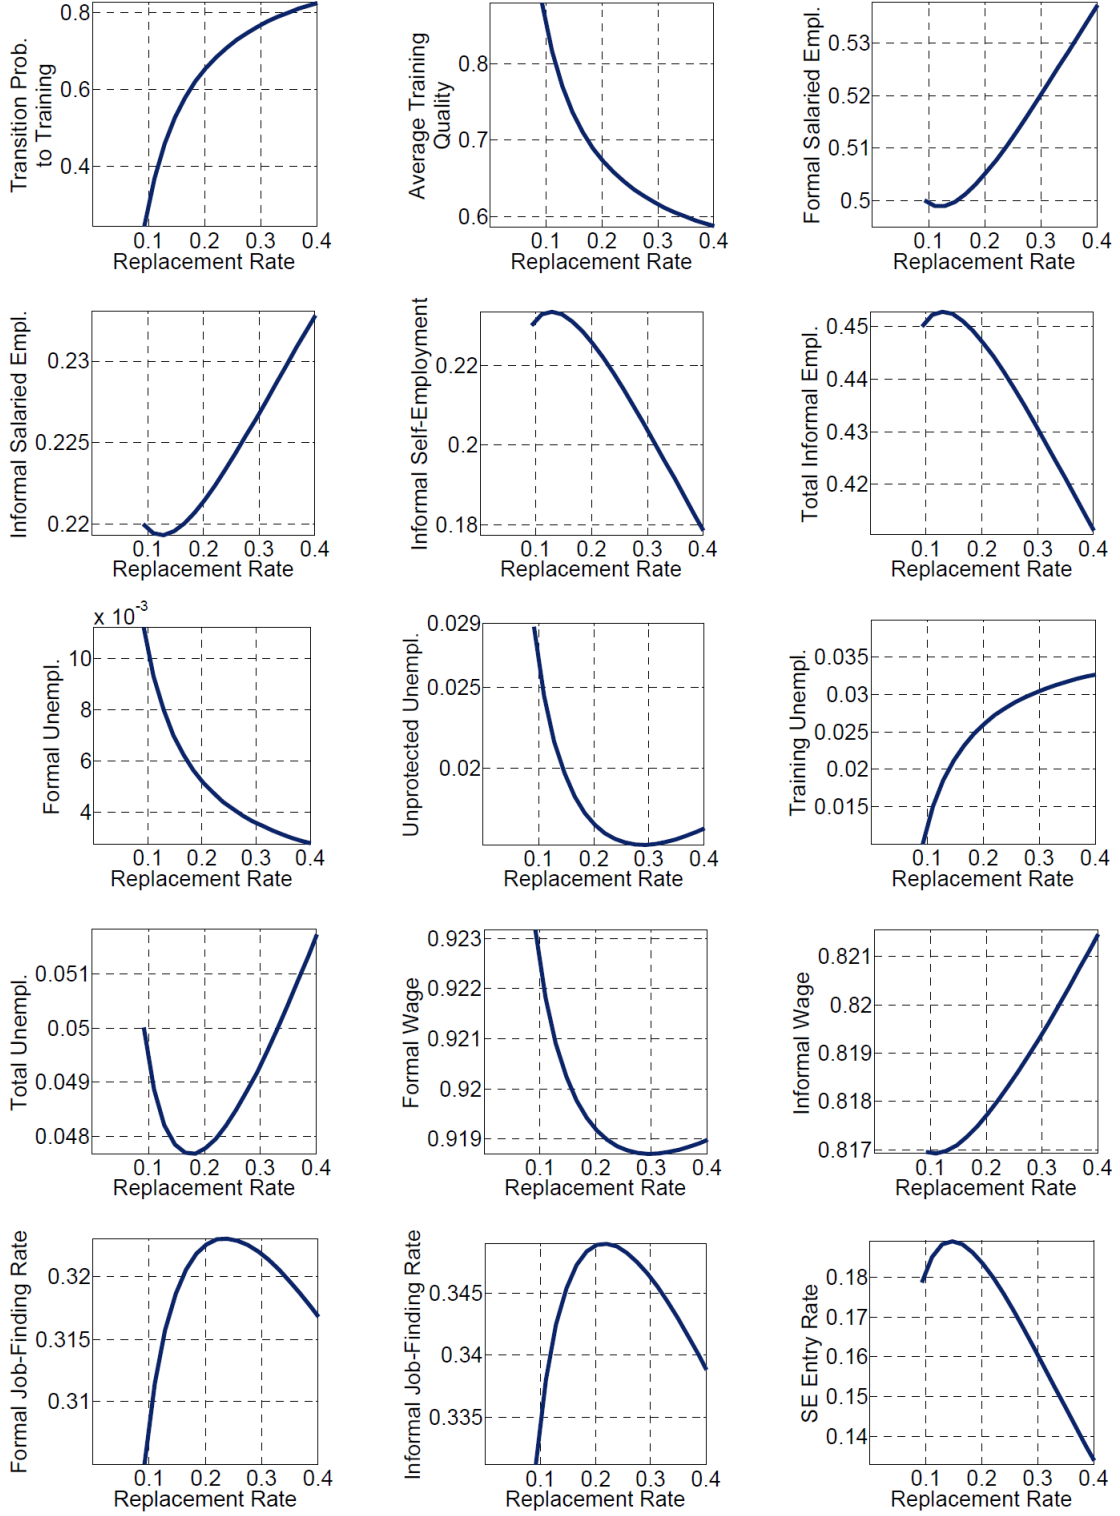 Transition Prob.
to Training
0.8
0.6
0.4
0.1 0.2 0.3 0.4
Replacement Rate
Average Training
Quality
0.8
0.7
0.6
0.1 0.2 0.3 0.4
Replacement Rate
Formal Salaried Empl.
0.53
0.52
0.51
0.5
0.1 0.2 0.3 0.4
Replacement Rate
Informal Salaried Empl.
0.23
0.225
0.22
0.1 0.2 0.3 0.4
Replacement Rate
Informal Self-Employment
0.22
0.2
0.18
0.1 0.2 0.3 0.4
Replacement Rate
Total Informal Empl.
0.45
0.44
0.43
0.42
0.1 0.2 0.3 0.4
Replacement Rate
x 10-3
Formal Unempl.
10
8
6
4
0.1 0.2 0.3 0.4
Replacement Rate
Unprotected Unempl.
0.029
0.025
0.02
0.1 0.2 0.3 0.4
Replacement Rate
Training Unempl.
0.035
0.03
0.025
0.02
0.015
0.1 0.2 0.3 0.4
Replacement Rate
Total Unempl.
0.051
0.05
0.049
0.048
0.1 0.2 0.3 0.4
Replacement Rate
Formal Wage
0.923
0.922
0.921
0.92
0.919
0.1 0.2 0.3 0.4
Replacement Rate
Informal Wage
0.821
0.82
0.819
0.818
0.817
0.1 0.2 0.3 0.4
Replacement Rate
Formal Job-Finding Rate
0.32
0.315
0.31
0.1 0.2 0.3 0.4
Replacement Rate
Informal Job-Finding Rate
0.345
0.34
0.335
0.1 0.2 0.3 0.4
Replacement Rate
SE Entry Rate
0.18
0.17
0.16
0.15
0.14
0.1 0.2 0.3 0.4
Replacement Rate